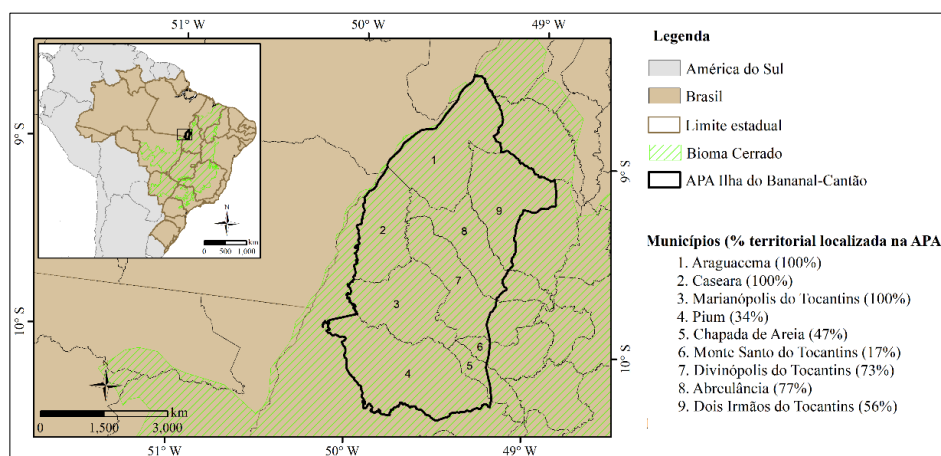 51° W
50° W
49° W
9° S
10° S
9° S
10° S
51° W
50° W
49° W
N
0 500 1,000
km
1
2
3
4
5
6
7
8
9
km
0 1,500 3,000
Legenda
América do Sul
Brasil
Limite estadual
Bioma Cerrado
APA Ilha do Bananal-Cantão
Municípios (% territorial localizada na APA
1. Araguacema (100%)
2. Caseara (100%)
3. Marianópolis do Tocantins (100%)
4. Pium (34%)
5. Chapada de Areia (47%)
6. Monte Santo do Tocantins (17%)
7. Divinópolis do Tocantins (73%)
8. Abrculância (77%)
9. Dois Irmãos do Tocantins (56%)